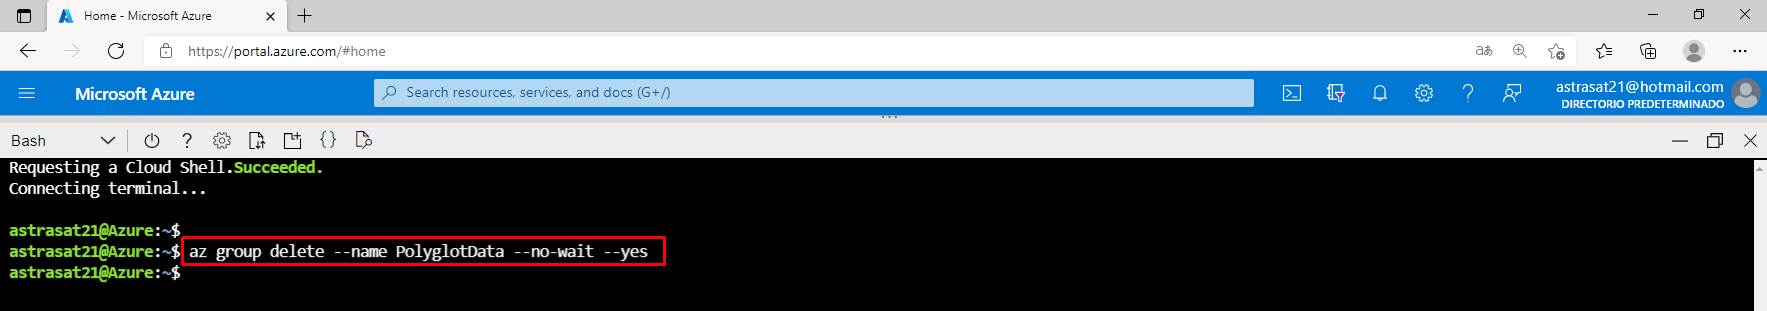 Home - Microsoft Azure
https://portal.azure.com/#home
aあ
Microsoft Azure
Search resources, services, and docs (G+/)
astrasat21@hotmail.com
DIRECTORIO PREDETERMINADO
Bash
Requesting a Cloud Shell.Succeeded.
Connecting terminal...
astrasat21@Azure:~$
astrasat21@Azure:~$ az group delete --name PolyglotData --no-wait --yes
astrasat21@Azure:~$